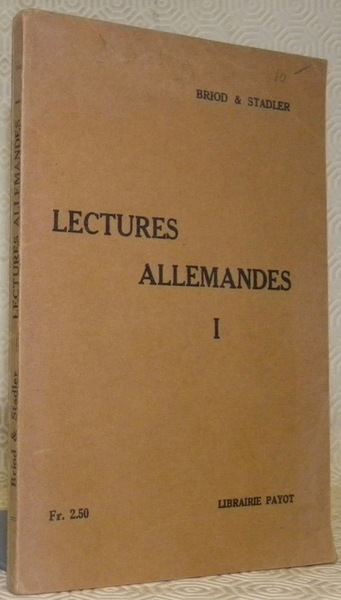 BRIOD & STADLER
LECTURES
ALLEMANDES
I
Fr. 2.50
LIBRAIRIE PAYOT
Briod & Stadler — LECTURES ALLEMANDES I